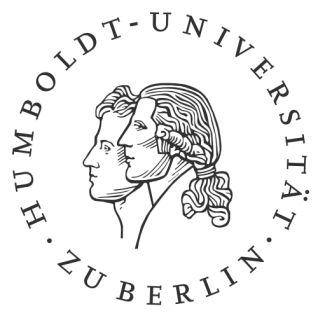 HUMBOLDT-UNIVERSITÄT
· ZU BERLIN ·